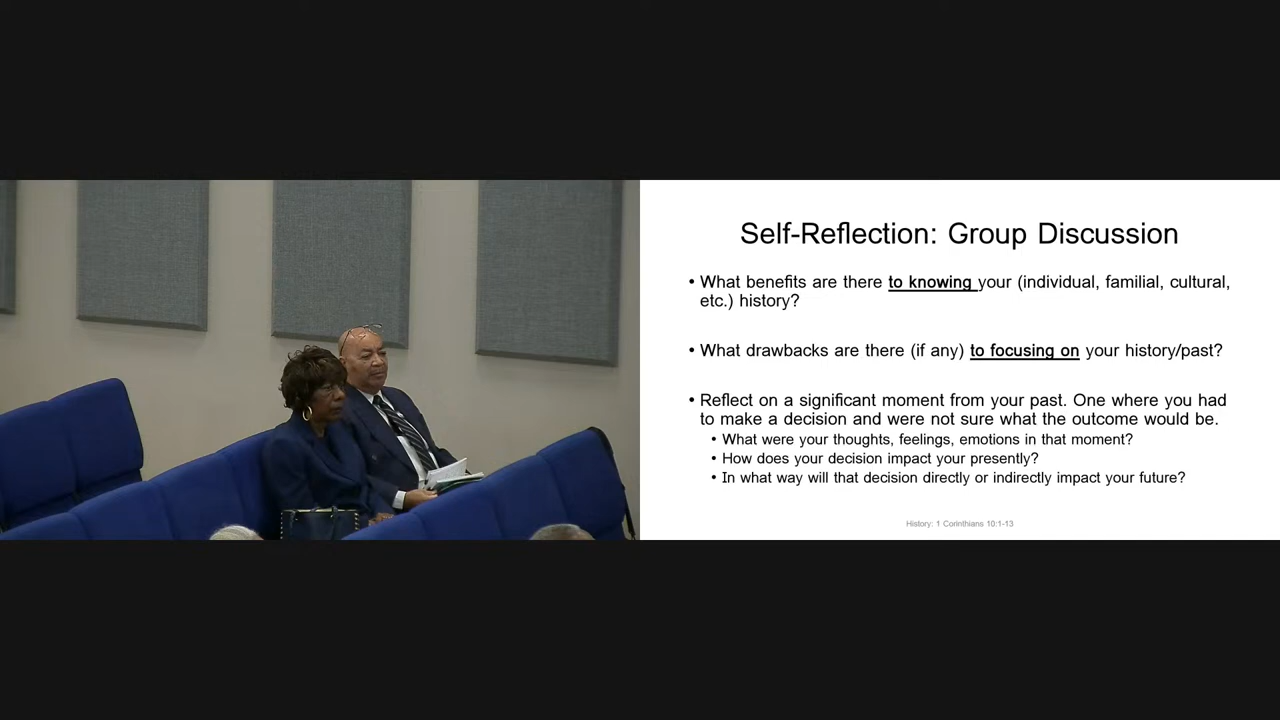 Self-Reflection: Group Discussion
• What benefits are there to knowing your (individual, familial, cultural,
etc.) history?
• What drawbacks are there (if any) to focusing on your history/past?
• Reflect on a significant moment from your past. One where you had
to make a decision and were not sure what the outcome would be.
• What were your thoughts, feelings, emotions in that moment?
• How does your decision impact your presently?
• In what way will that decision directly or indirectly impact your future?
History: 1 Corinthians 10:1-13